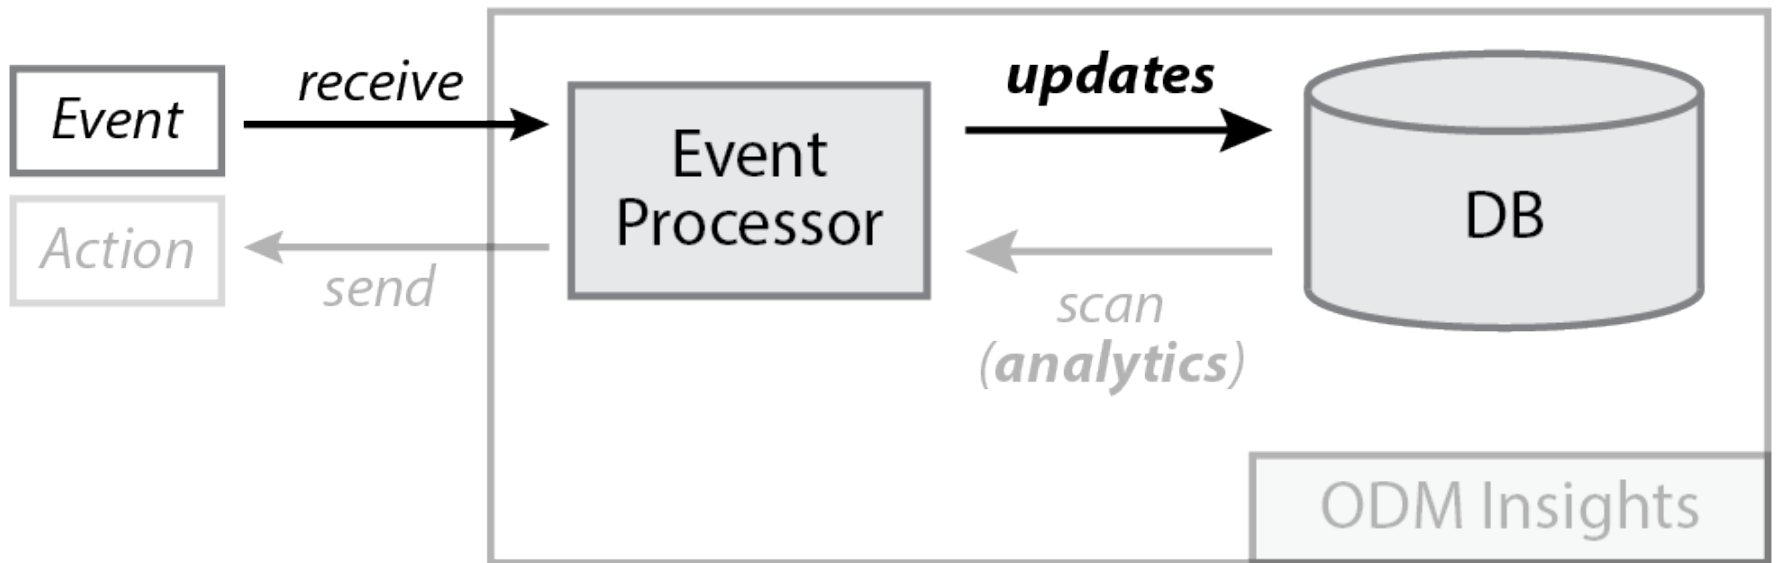 Event
receive
Event
Processor
updates
DB
Action
send
scan
(analytics)
ODM Insights